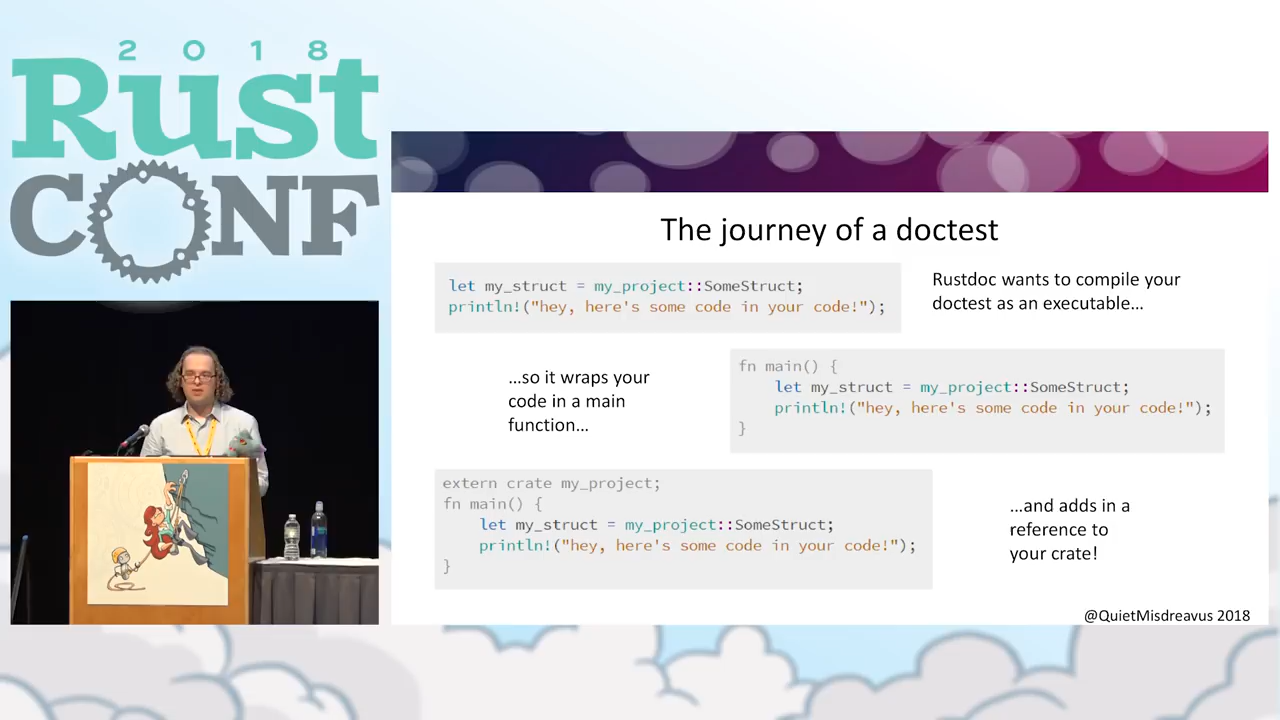 2018
Rust
CONF
The journey of a doctest
let my_struct = my_project::SomeStruct;
println!("hey, here's some code in your code!");
Rustdoc wants to compile your
doctest as an executable…
…so it wraps your
code in a main
function…
fn main() {
    let my_struct = my_project::SomeStruct;
    println!("hey, here's some code in your code!");
}
extern crate my_project;
fn main() {
    let my_struct = my_project::SomeStruct;
    println!("hey, here's some code in your code!");
}
…and adds in a
reference to
your crate!
@QuietMisdreavus 2018